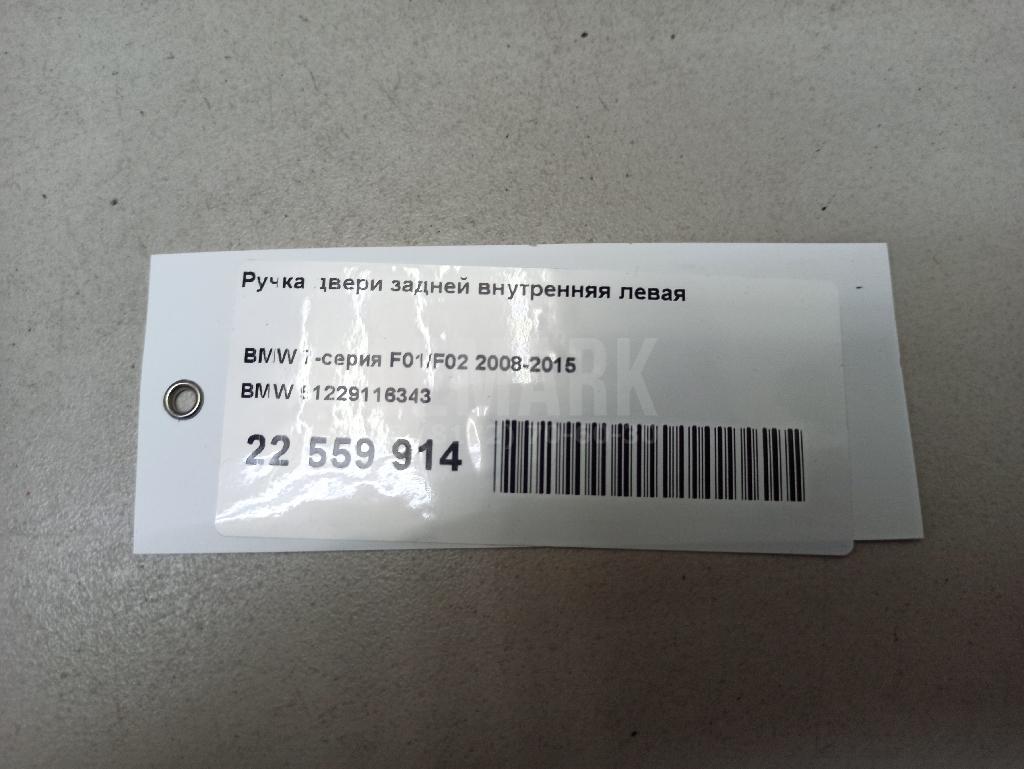 Ручка двери задней внутренняя левая
BMW 7-серия F01/F02 2008-2015
BMW 51229116343
22 559 914